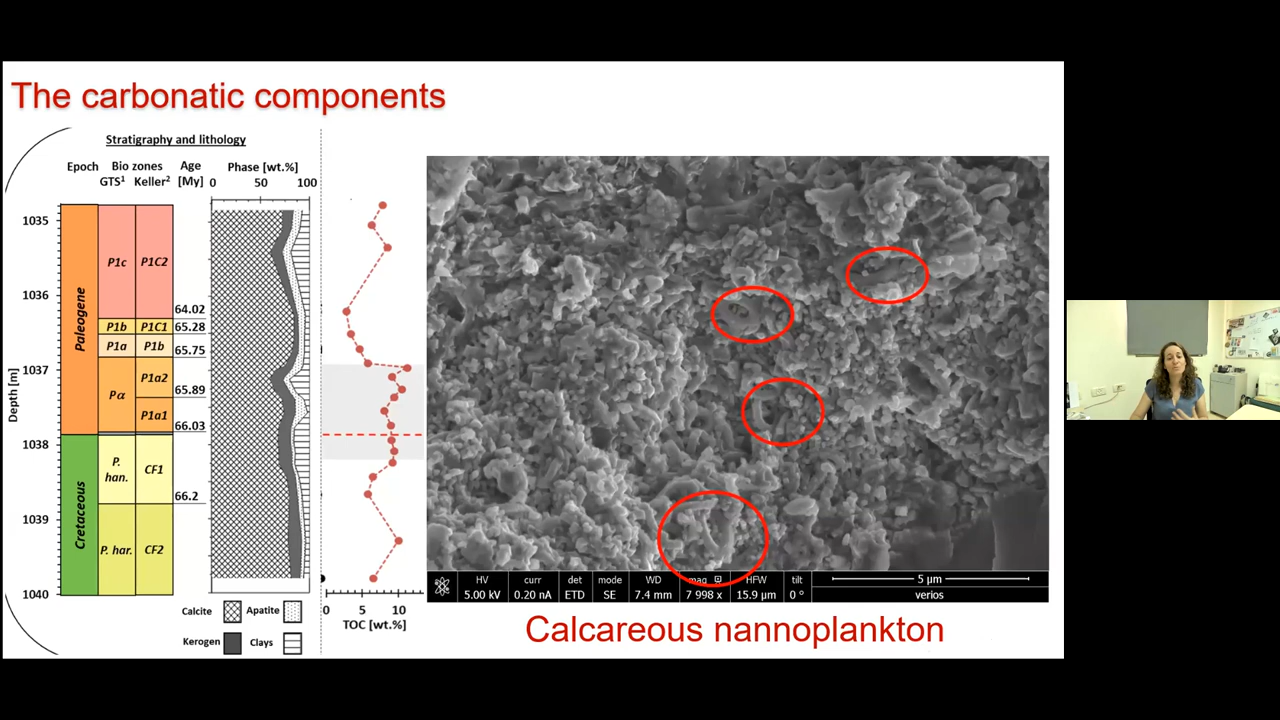 The carbonatic components
Stratigraphy and lithology
Epoch
Bio zones
GTS1 Keller2
Age
[My]
Phase [wt.%]
0 50 100
Depth [m]
1035
1036
1037
1038
1039
1040
Paleogene
Cretaceous
P1c P1C2
64.02
P1b P1C1
65.28
P1a P1b
65.75
Pα
P1a2
65.89
P1a1
66.03
P. han.
CF1
66.2
P. har. CF2
Calcite
Apatite
Kerogen
Clays
0 5 10
TOC [wt.%]
HV curr det mode WD mag HFW tilt 5 µm
5.00 kV 0.20 nA ETD SE 7.4 mm 7 998 x 15.9 µm 0 ° verios
Calcareous nannoplankton